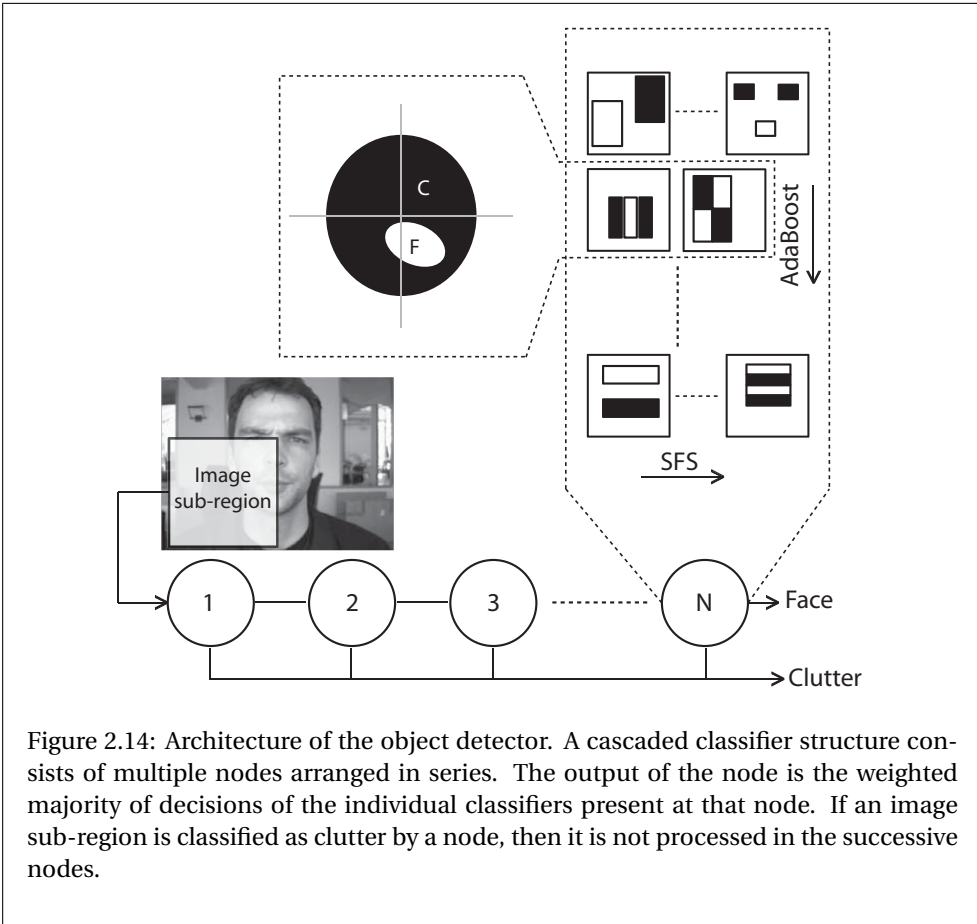 C
F
AdaBoost
SFS
Image
sub-region
1
2
3
N
Face
Clutter
Figure 2.14: Architecture of the object detector. A cascaded classifier structure con-
sists of multiple nodes arranged in series. The output of the node is the weighted
majority of decisions of the individual classifiers present at that node. If an image
sub-region is classified as clutter by a node, then it is not processed in the successive
nodes.